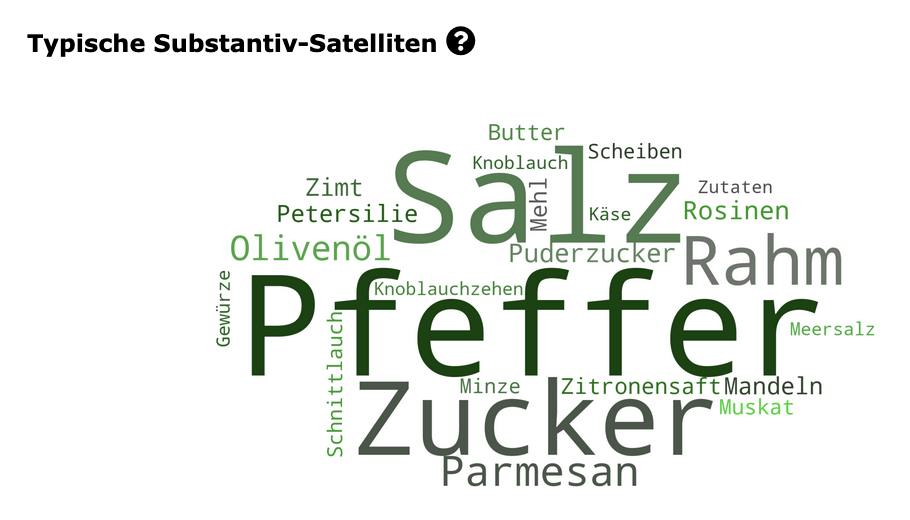 Typische Substantiv-Satelliten ?
Butter
Scheiben
Knoblauch
Salz
Zimt
Mehl
Zutaten
Petersilie
Käse
Rosinen
Olivenöl
Puderzucker
Rahm
Gewürze
Pfeffer
Knoblauchzehen
Meersalz
Schnittlauch
Minze
Zitronensaft
Mandeln
Zucker
Muskat
Parmesan